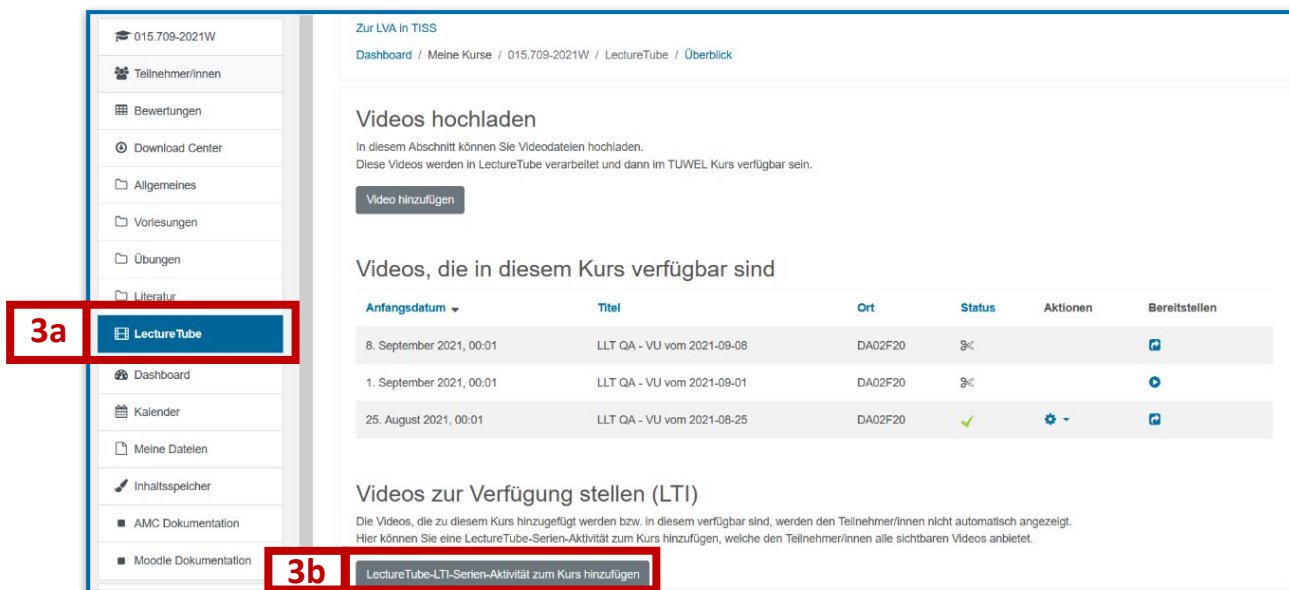 015.709-2021W
Teilnehmer/innen
Bewertungen
Download Center
Allgemeines
Vorlesungen
Übungen
Literatur
3a
LectureTube
Dashboard
Kalender
Meine Dateien
Inhaltsspeicher
AMC Dokumentation
Moodle Dokumentation
Zur LVA in TISS
Dashboard / Meine Kurse / 015.709-2021W / LectureTube / Überblick
Videos hochladen
In diesem Abschnitt können Sie Videodateien hochladen.
Diese Videos werden in LectureTube verarbeitet und dann im TUWEL Kurs verfügbar sein.
Video hinzufügen
Videos, die in diesem Kurs verfügbar sind
Anfangsdatum Titel Ort Status Aktionen Bereitstellen
8. September 2021, 00:01 LLT QA - VU vom 2021-09-08 DA02F20
1. September 2021, 00:01 LLT QA - VU vom 2021-09-01 DA02F20
25. August 2021, 00:01 LLT QA - VU vom 2021-08-25 DA02F20
Videos zur Verfügung stellen (LTI)
Die Videos, die zu diesem Kurs hinzugefügt werden bzw. in diesem verfügbar sind, werden den Teilnehmer/innen nicht automatisch angezeigt.
Hier können Sie eine LectureTube-Serien-Aktivität zum Kurs hinzufügen, welche den Teilnehmer/innen alle sichtbaren Videos anbietet.
3b
LectureTube-LTI-Serien-Aktivität zum Kurs hinzufügen